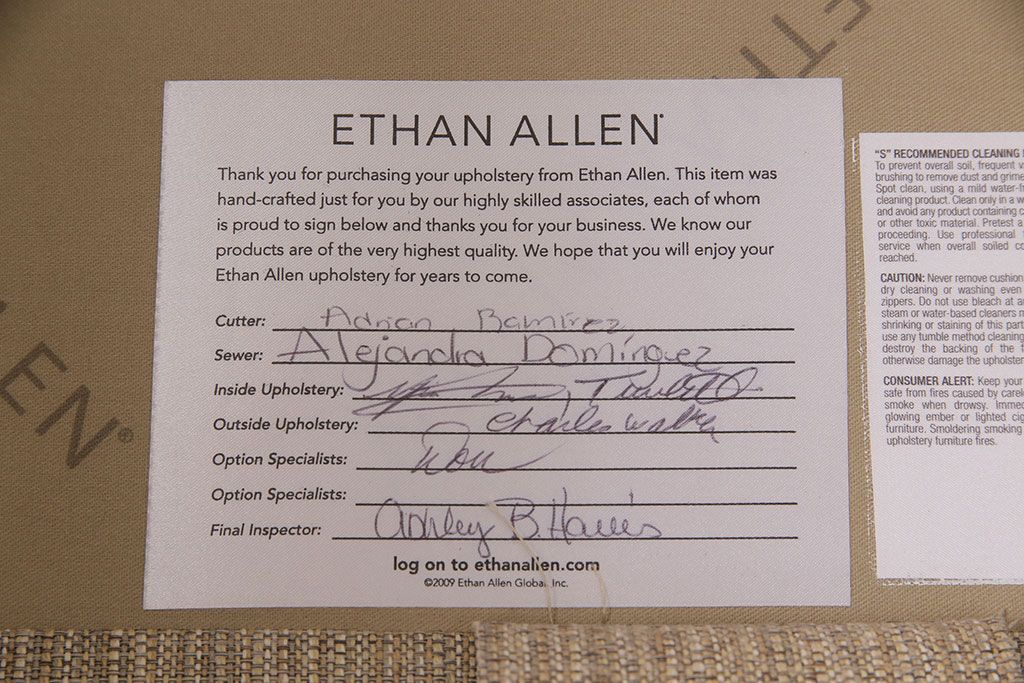 ETHAN ALLEN®
Thank you for purchasing your upholstery from Ethan Allen. This item was
hand-crafted just for you by our highly skilled associates, each of whom
is proud to sign below and thanks you for your business. We know our
products are of the very highest quality. We hope that you will enjoy your
Ethan Allen upholstery for years to come.
Cutter: Adrian Ramirez
Sewer: Alejandra Domínguez
Inside Upholstery:
Outside Upholstery: Charles Walker
Option Specialists: Don
Option Specialists:
Final Inspector: Ashley B. Harris
log on to ethanallen.com
©2009 Ethan Allen Global, Inc.
"S" RECOMMENDED CLEANING
To prevent overall soil, frequent
brushing to remove dust and grime
Spot clean, using a mild water-
cleaning product. Clean only in a
and avoid any product containing
or other toxic material. Pretest a
proceeding. Use professional
service when overall soiled
reached.
CAUTION: Never remove cushion
dry cleaning or washing even
zippers. Do not use bleach at
steam or water-based cleaners
shrinking or staining of this part
use any tumble method cleaning
destroy the backing of the
otherwise damage the
CONSUMER ALERT: Keep your
safe from fires caused by
smoke when drowsy.
glowing ember or lighted
furniture. Smoldering smoking
upholstery furniture fires.
ETH
EN®